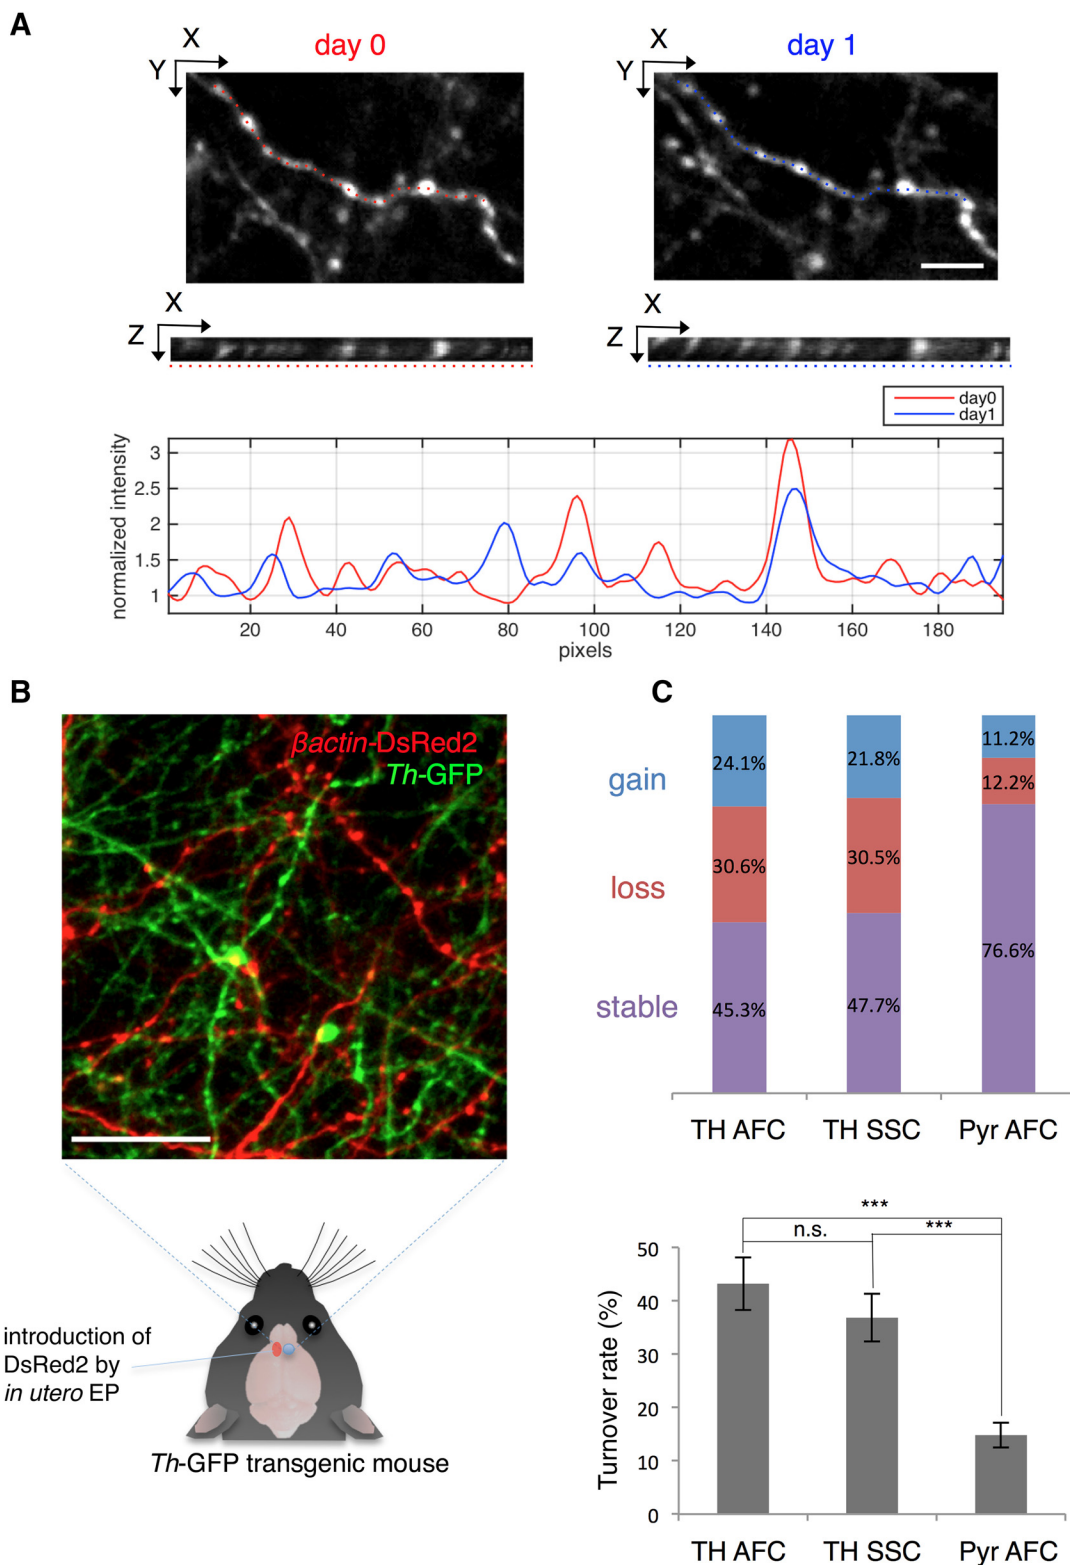 A
day 0
day 1
X
Y
X
Y
X
Z
X
Z
day0
day1
normalized intensity
3
2.5
2
1.5
1
20 40 60 80 100 120 140 160 180
pixels
B
βactin-DsRed2
Th-GFP
introduction of
DsRed2 by
in utero EP
Th-GFP transgenic mouse
C
gain
loss
stable
24.1%
30.6%
45.3%
21.8%
30.5%
47.7%
11.2%
12.2%
76.6%
TH AFC TH SSC Pyr AFC
***
n.s.
***
Turnover rate (%)
50
40
30
20
10
0
TH AFC TH SSC Pyr AFC